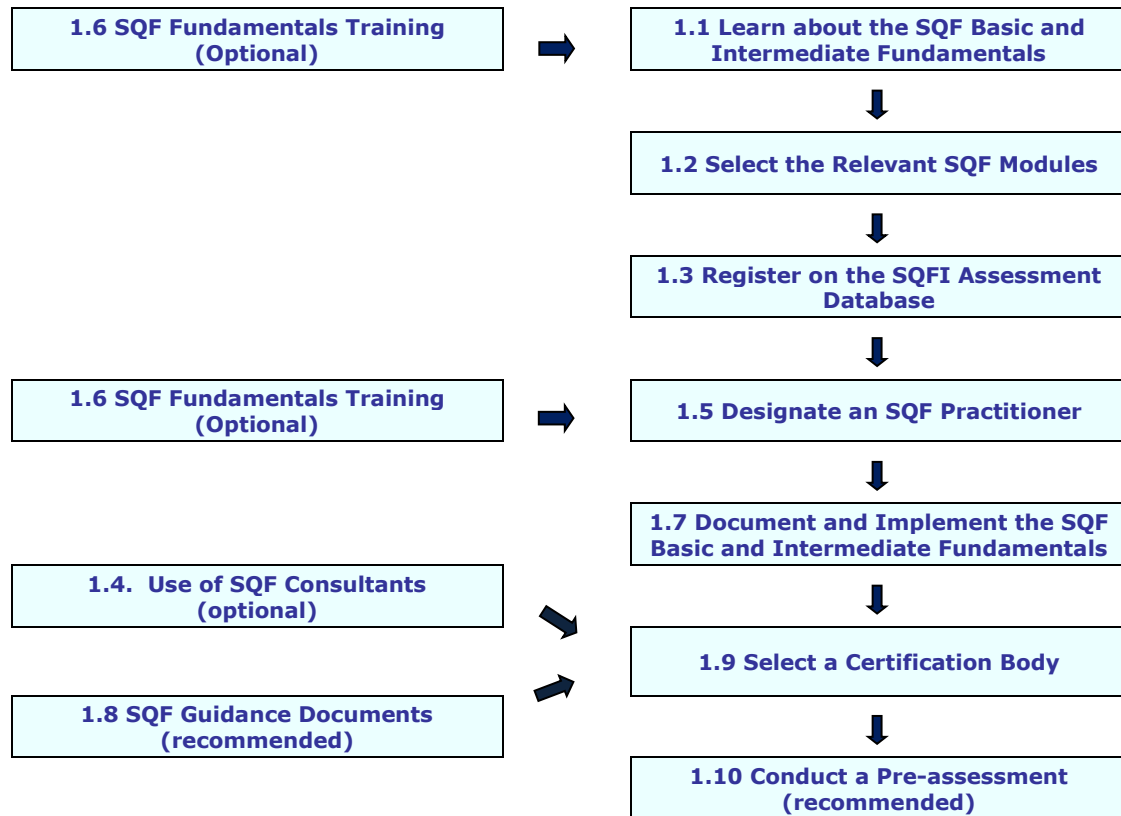 1.6 SQF Fundamentals Training
(Optional)
1.1 Learn about the SQF Basic and
Intermediate Fundamentals
1.2 Select the Relevant SQF Modules
1.3 Register on the SQFI Assessment
Database
1.6 SQF Fundamentals Training
(Optional)
1.5 Designate an SQF Practitioner
1.7 Document and Implement the SQF
Basic and Intermediate Fundamentals
1.4.  Use of SQF Consultants
(optional)
1.9 Select a Certification Body
1.8 SQF Guidance Documents
(recommended)
1.10 Conduct a Pre-assessment
(recommended)